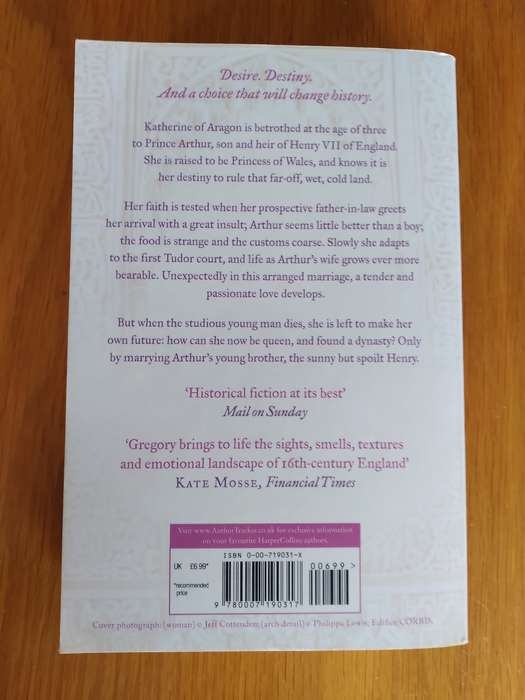 Desire. Destiny.
And a choice that will change history.
Katherine of Aragon is betrothed at the age of three
to Prince Arthur, son and heir of Henry VII of England.
She is raised to be Princess of Wales, and knows it is
her destiny to rule that far-off, wet, cold land.
Her faith is tested when her prospective father-in-law greets
her arrival with a great insult; Arthur seems little better than a boy;
the food is strange and the customs coarse. Slowly she adapts
to the first Tudor court, and life as Arthur's wife grows ever more
bearable. Unexpectedly in this arranged marriage, a tender and
passionate love develops.
But when the studious young man dies, she is left to make her
own future: how can she now be queen, and found a dynasty? Only
by marrying Arthur's young brother, the sunny but spoilt Henry.
'Historical fiction at its best'
Mail on Sunday
'Gregory brings to life the sights, smells, textures
and emotional landscape of 16th-century England'
KATE MOSSE, Financial Times
Visit www.AuthorTracker.co.uk for exclusive information
on your favourite HarperCollins authors.
ISBN 0-00-719031-X
UK £6.99*
00699 >
*recommended
price
9 780007 190317
Cover photograph: (woman) © Jeff Cottenden; (arch detail) © Philippa Lewis; Edifice/CORBIS.